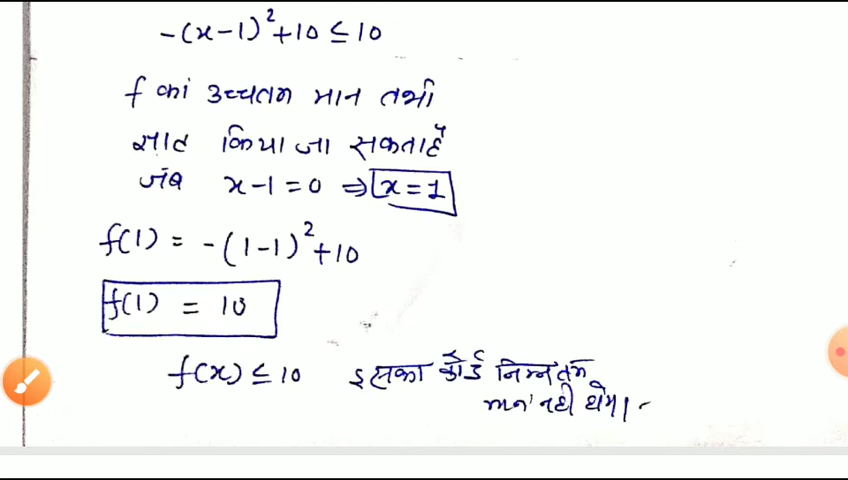 -(x-1)²+10 ≤ 10
f का उच्चतम मान तभी
ज्ञात किया जा सकता है
जब x-1=0 ⇒ x=1
f(1) = -(1-1)²+10
f(1) = 10
f(x) ≤ 10 इसका कोई निम्नतम
मान नही होगा।